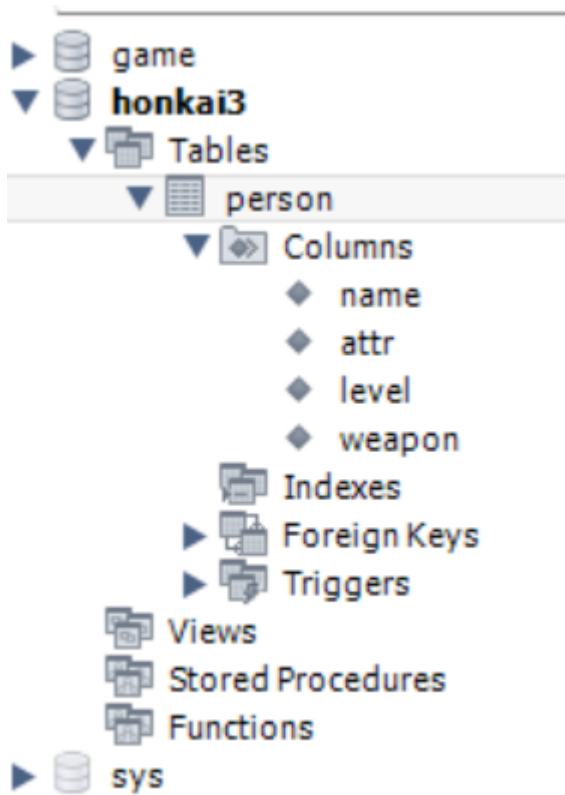 game
honkai3
Tables
person
Columns
name
attr
level
weapon
Indexes
Foreign Keys
Triggers
Views
Stored Procedures
Functions
sys